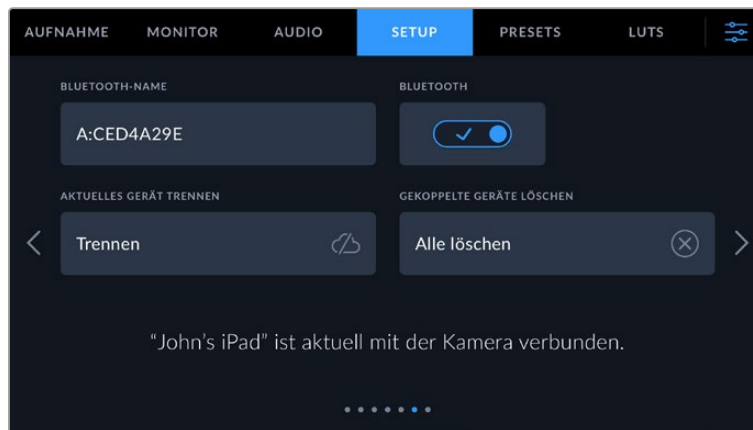 AUFNAHME MONITOR AUDIO SETUP PRESETS LUTS
BLUETOOTH-NAME BLUETOOTH
A:CED4A29E
AKTUELLES GERÄT TRENNEN GEKOPPELTE GERÄTE LÖSCHEN
Trennen Alle löschen
“John’s iPad” ist aktuell mit der Kamera verbunden.